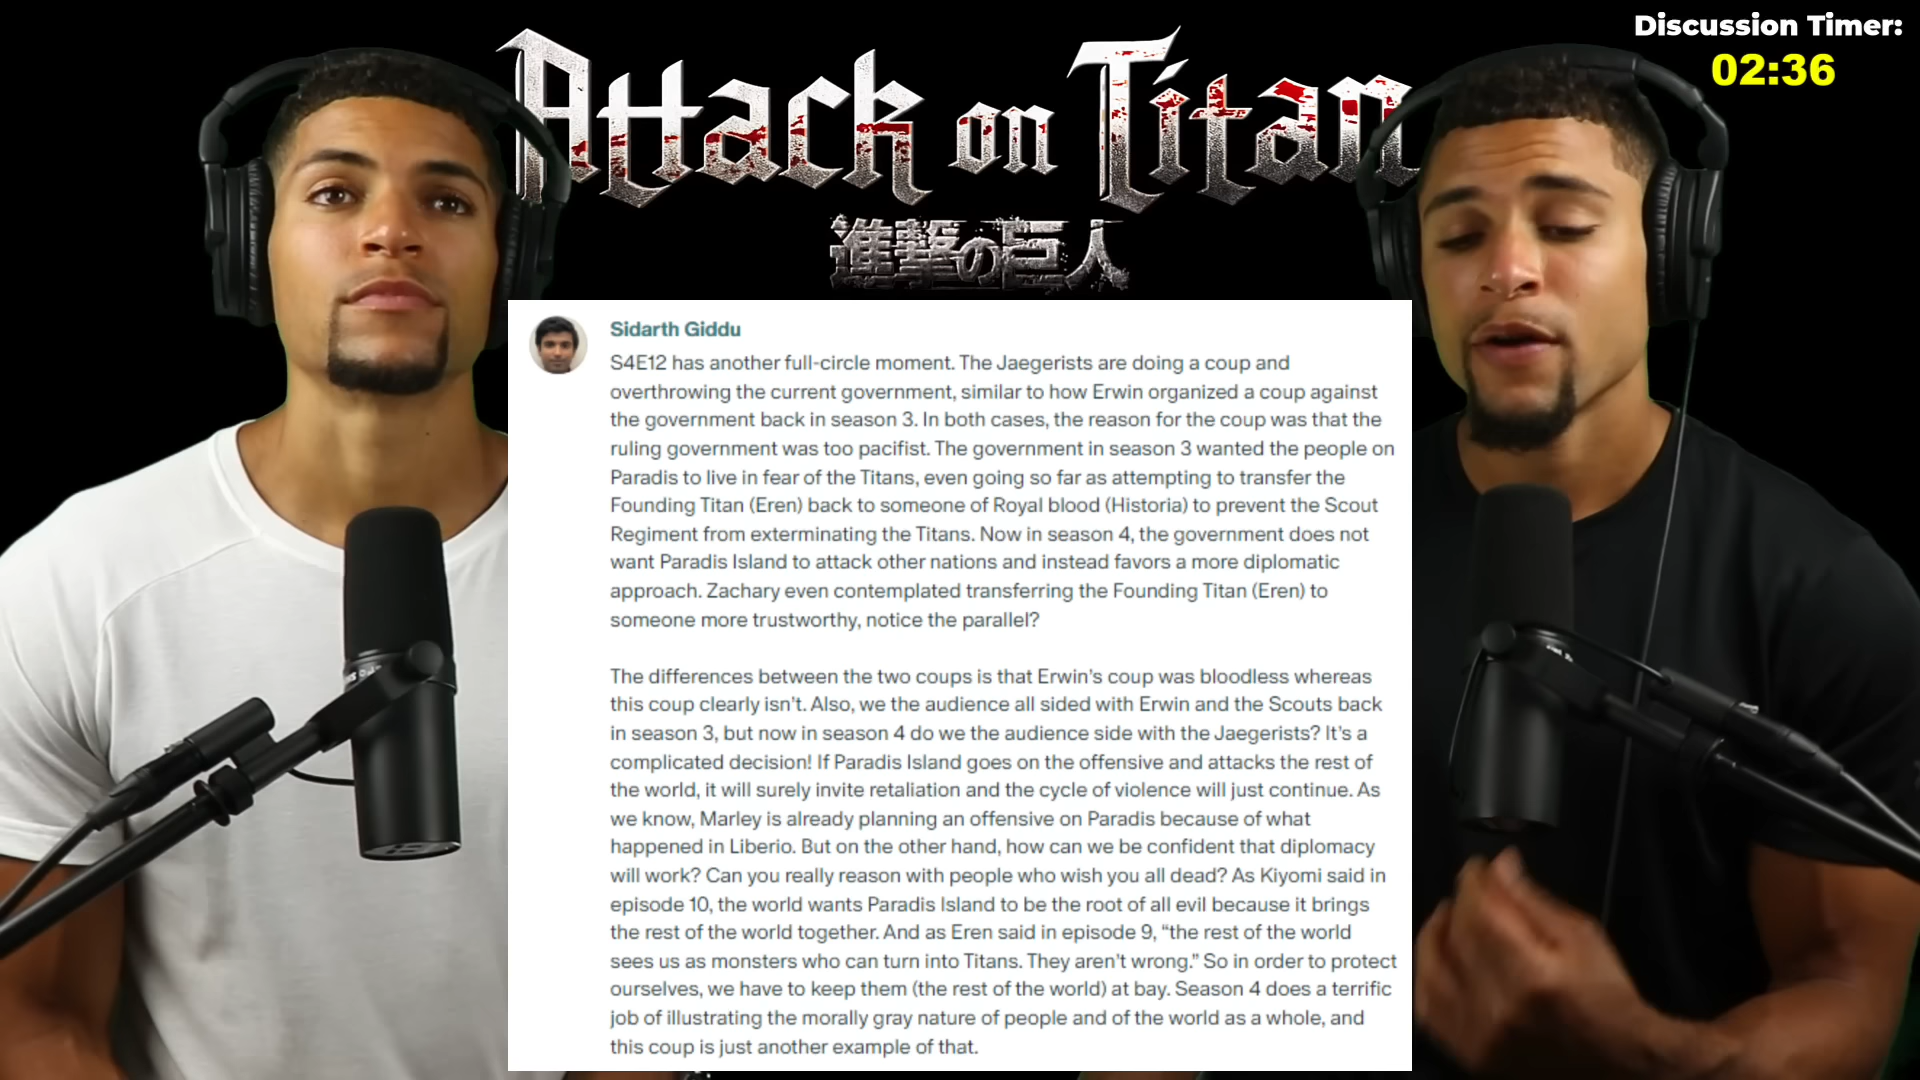 Discussion Timer:
02:36
Attack on Titan
進撃の巨人
Sidarth Giddu
S4E12 has another full-circle moment. The Jaegerists are doing a coup and
overthrowing the current government, similar to how Erwin organized a coup against
the government back in season 3. In both cases, the reason for the coup was that the
ruling government was too pacifist. The government in season 3 wanted the people on
Paradis to live in fear of the Titans, even going so far as attempting to transfer the
Founding Titan (Eren) back to someone of Royal blood (Historia) to prevent the Scout
Regiment from exterminating the Titans. Now in season 4, the government does not
want Paradis Island to attack other nations and instead favors a more diplomatic
approach. Zachary even contemplated transferring the Founding Titan (Eren) to
someone more trustworthy, notice the parallel?
The differences between the two coups is that Erwin's coup was bloodless whereas
this coup clearly isn't. Also, we the audience all sided with Erwin and the Scouts back
in season 3, but now in season 4 do we the audience side with the Jaegerists? It's a
complicated decision! If Paradis Island goes on the offensive and attacks the rest of
the world, it will surely invite retaliation and the cycle of violence will just continue. As
we know, Marley is already planning an offensive on Paradis because of what
happened in Liberio. But on the other hand, how can we be confident that diplomacy
will work? Can you really reason with people who wish you all dead? As Kiyomi said in
episode 10, the world wants Paradis Island to be the root of all evil because it brings
the rest of the world together. And as Eren said in episode 9, “the rest of the world
sees us as monsters who can turn into Titans. They aren't wrong.” So in order to protect
ourselves, we have to keep them (the rest of the world) at bay. Season 4 does a terrific
job of illustrating the morally gray nature of people and of the world as a whole, and
this coup is just another example of that.